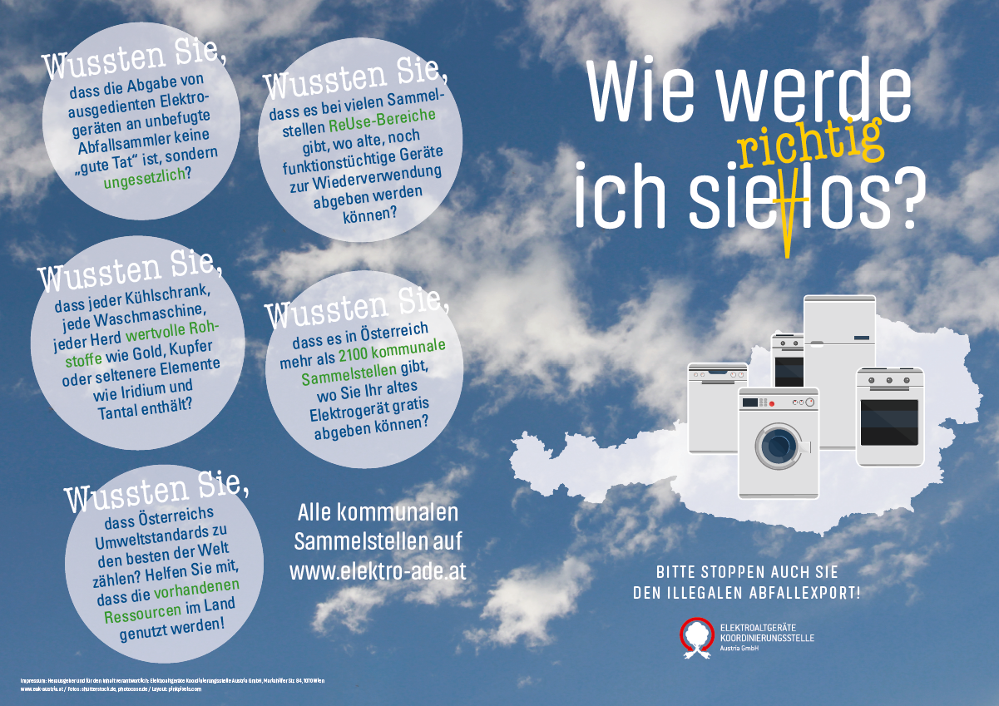 Wussten Sie,
dass die Abgabe von
ausgedienten Elektro-
geräten an unbefugte
Abfallsammler keine
„gute Tat“ ist, sondern
ungesetzlich?
Wussten Sie,
dass es bei vielen Sammel-
stellen ReUse-Bereiche
gibt, wo alte, noch
funktionstüchtige Geräte
zur Wiederverwendung
abgegeben werden
können?
Wussten Sie,
dass jeder Kühlschrank,
jede Waschmaschine,
jeder Herd wertvolle Roh-
stoffe wie Gold, Kupfer
oder seltenere Elemente
wie Iridium und
Tantal enthält?
Wussten Sie,
dass es in Österreich
mehr als 2100 kommunale
Sammelstellen gibt,
wo Sie Ihr altes
Elektrogerät gratis
abgeben können?
Wussten Sie,
dass Österreichs
Umweltstandards zu
den besten der Welt
zählen? Helfen Sie mit,
dass die vorhandenen
Ressourcen im Land
genutzt werden!
Alle kommunalen
Sammelstellen auf
www.elektro-ade.at
Impressum: Herausgeber und für den Inhalt verantwortlich: Elektroaltgeräte Koordinierungsstelle Austria GmbH, Mariahilfer Str. 84, 1070 Wien
www.eak-austria.at / Fotos: shutterstock.de, photocase.de / Layout: pinkpixels.com
Wie werde
richtig
ich sie los?
BITTE STOPPEN AUCH SIE
DEN ILLEGALEN ABFALLEXPORT!
ELEKTROALTGERÄTE
KOORDINIERUNGSSTELLE
Austria GmbH